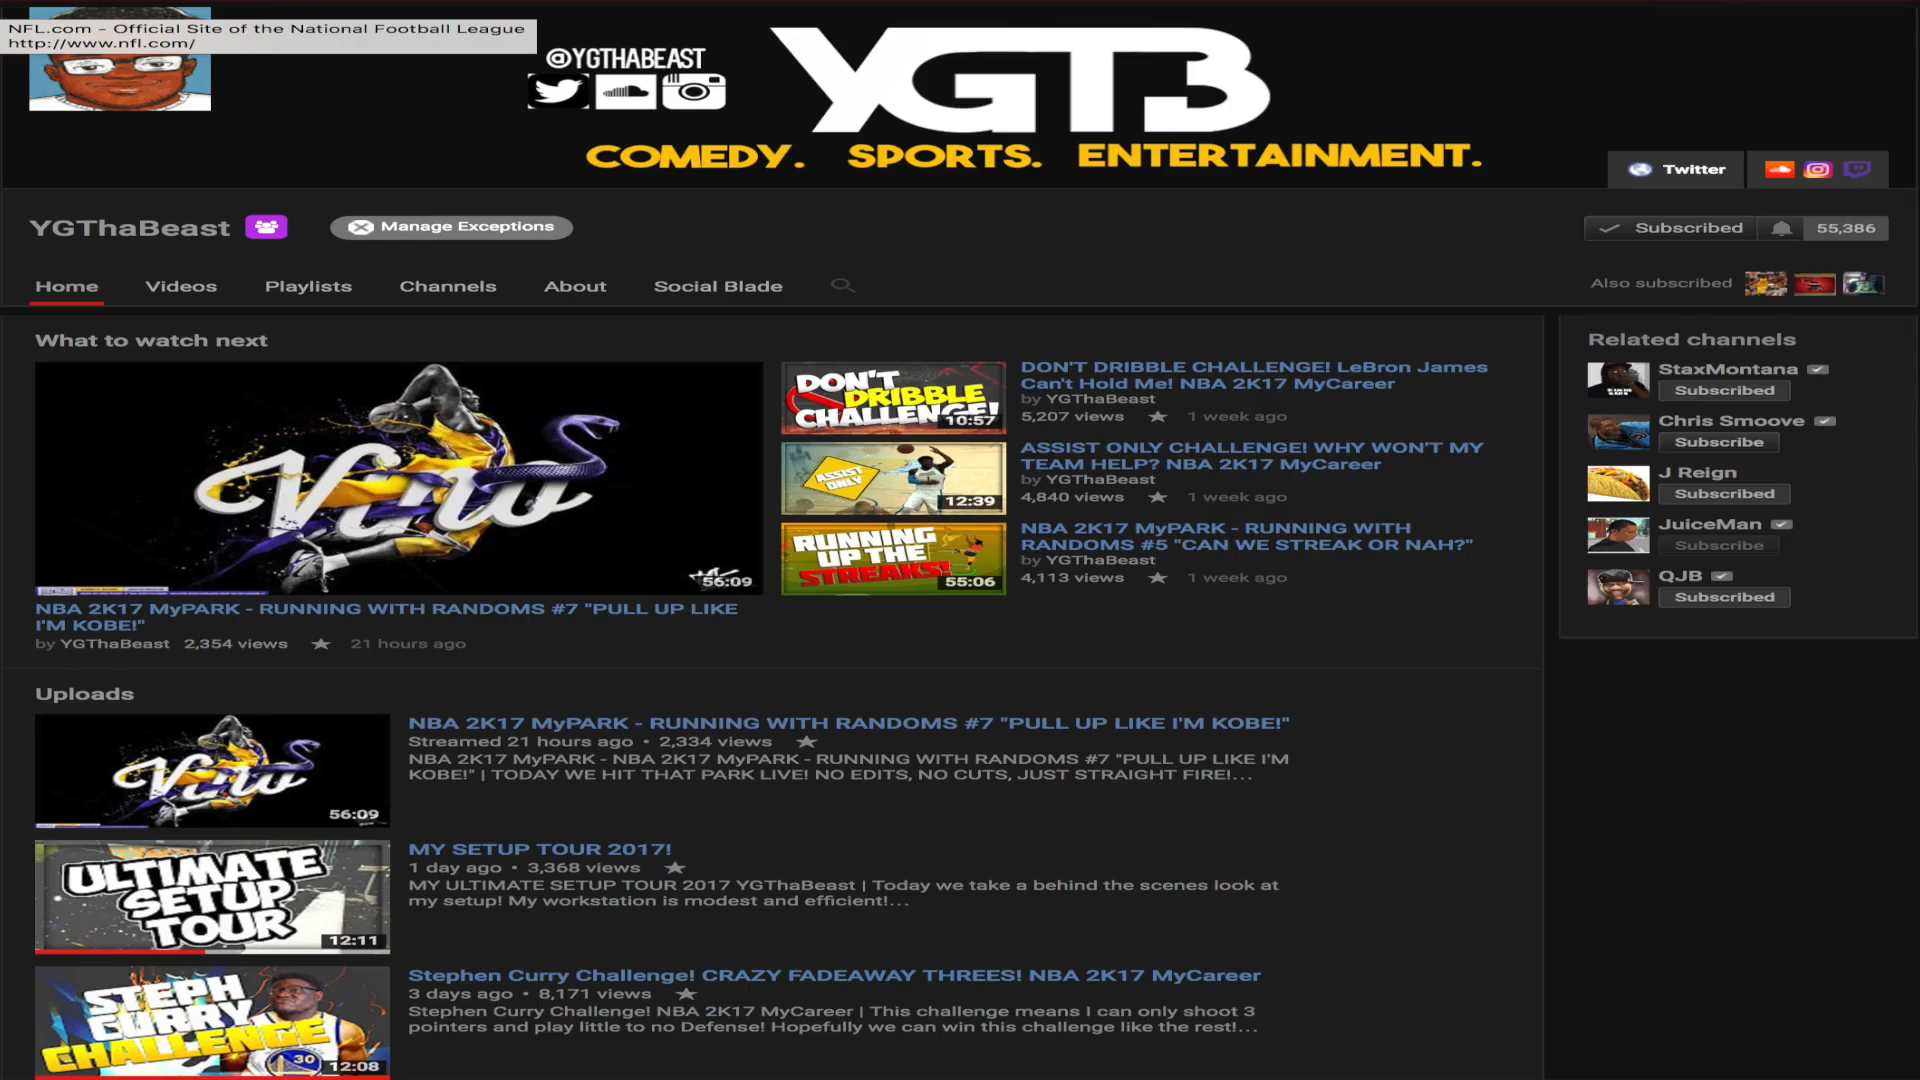 NFL.com - Official Site of the National Football League
http://www.nfl.com/
@YGTHABEAST
YGTB
COMEDY. SPORTS. ENTERTAINMENT.
Twitter
YGThaBeast
Manage Exceptions
Subscribed
55,386
Home
Videos
Playlists
Channels
About
Social Blade
Also subscribed
What to watch next
Vino
56:09
NBA 2K17 MyPARK - RUNNING WITH RANDOMS #7 "PULL UP LIKE
I'M KOBE!"
by YGThaBeast 2,354 views ★ 21 hours ago
DON'T
DRIBBLE
CHALLENGE!
10:57
DON'T DRIBBLE CHALLENGE! LeBron James
Can't Hold Me! NBA 2K17 MyCareer
by YGThaBeast
5,207 views ★ 1 week ago
ASSIST
ONLY
12:39
ASSIST ONLY CHALLENGE! WHY WON'T MY
TEAM HELP? NBA 2K17 MyCareer
by YGThaBeast
4,840 views ★ 1 week ago
RUNNING
UP THE
STREAKS!
55:06
NBA 2K17 MyPARK - RUNNING WITH
RANDOMS #5 "CAN WE STREAK OR NAH?"
by YGThaBeast
4,113 views ★ 1 week ago
Related channels
StaxMontana
Subscribed
Chris Smoove
Subscribe
J Reign
Subscribed
JuiceMan
Subscribe
QJB
Subscribed
Uploads
Vino
56:09
NBA 2K17 MyPARK - RUNNING WITH RANDOMS #7 "PULL UP LIKE I'M KOBE!"
Streamed 21 hours ago • 2,334 views ★
NBA 2K17 MyPARK - NBA 2K17 MyPARK - RUNNING WITH RANDOMS #7 "PULL UP LIKE I'M
KOBE!" | TODAY WE HIT THAT PARK LIVE! NO EDITS, NO CUTS, JUST STRAIGHT FIRE!...
ULTIMATE
SETUP
TOUR
12:11
MY SETUP TOUR 2017!
1 day ago • 3,368 views ★
MY ULTIMATE SETUP TOUR 2017 YGThaBeast | Today we take a behind the scenes look at
my setup! My workstation is modest and efficient!...
STEPH
CURRY
CHALLENGE
30
12:08
Stephen Curry Challenge! CRAZY FADEAWAY THREES! NBA 2K17 MyCareer
3 days ago • 8,171 views ★
Stephen Curry Challenge! NBA 2K17 MyCareer | This challenge means I can only shoot 3
pointers and play little to no Defense! Hopefully we can win this challenge like the rest!...